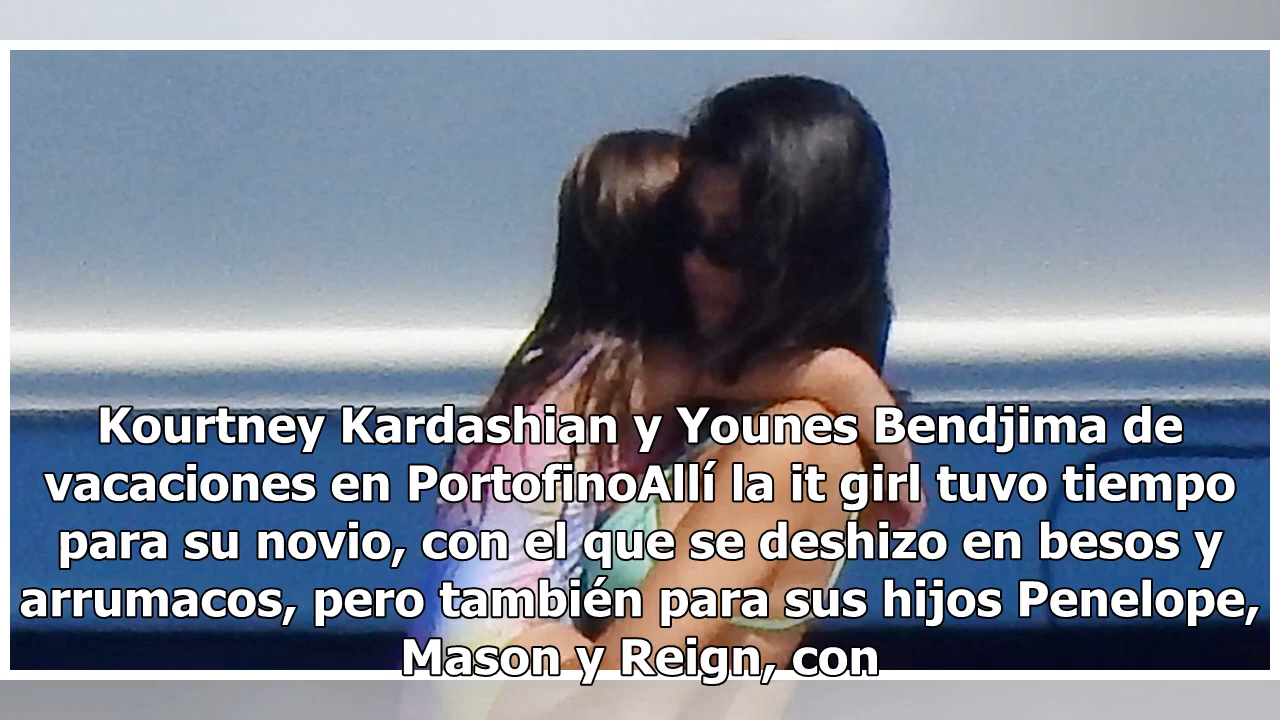 Kourtney Kardashian y Younes Bendjima de
vacaciones en PortofinoAllí la it girl tuvo tiempo
para su novio, con el que se deshizo en besos y
arrumacos, pero también para sus hijos Penelope,
Mason y Reign, con